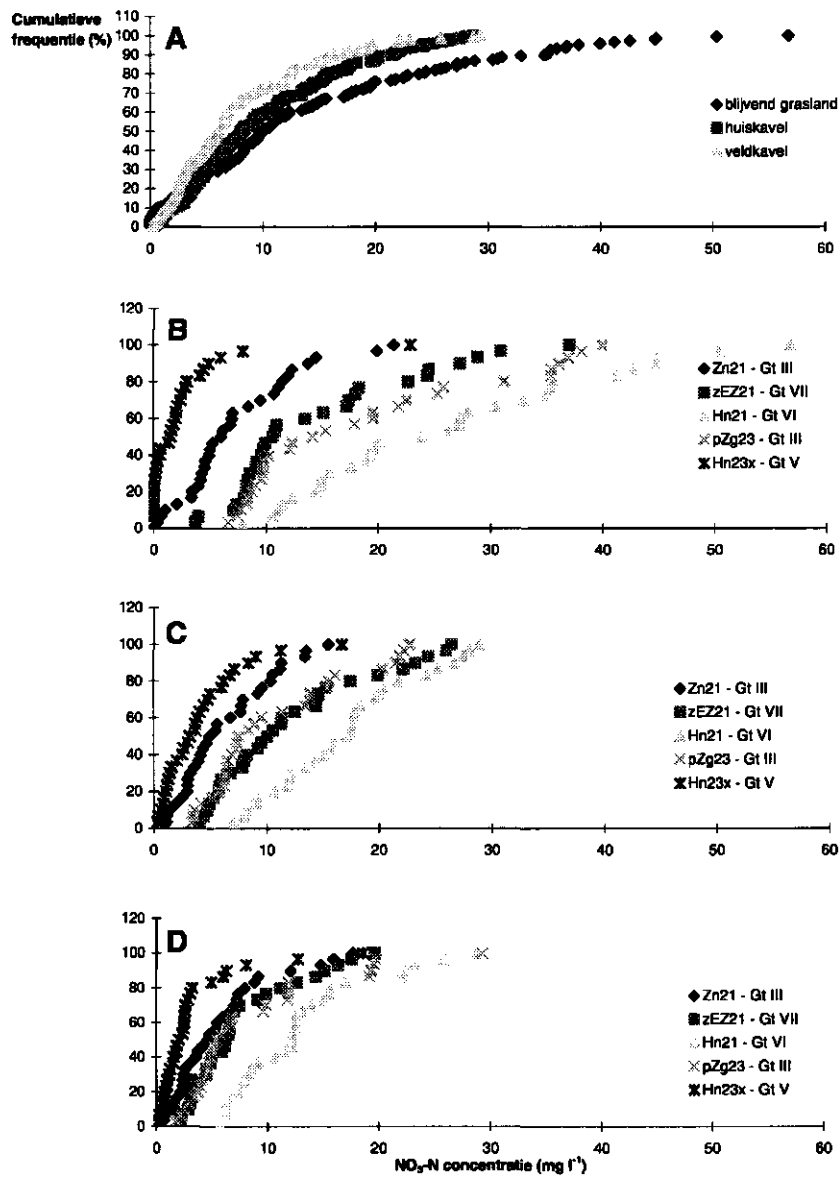 Cumulatieve
frequentie (%)
A
110
100
90
80
70
60
50
40
30
20
10
0
0 10 20 30 40 50 60
blijvend grasland
huiskavel
veldkavel
B
100
80
60
40
20
0
0 10 20 30 40 50 60
Zn21 - Gt III
zEZ21 - Gt VII
Hn21 - Gt VI
pZg23 - Gt III
Hn23x - Gt V
C
100
80
60
40
20
0
0 10 20 30 40 50 60
Zn21 - Gt III
zEZ21 - Gt VII
Hn21 - Gt VI
pZg23 - Gt III
Hn23x - Gt V
D
100
80
60
40
20
0
0 10 20 30 40 50 60
Zn21 - Gt III
zEZ21 - Gt VII
Hn21 - Gt VI
pZg23 - Gt III
Hn23x - Gt V
NO₃-N concentratie (mg l⁻¹)